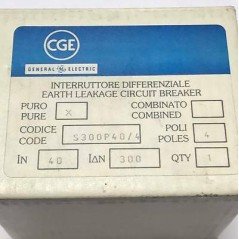 CGE
GENERAL GE ELECTRIC
INTERRUTTORE DIFFERENZIALE
EARTH LEAKAGE CIRCUIT BREAKER
PURO COMBINATO
PURE X COMBINED
CODICE POLI
CODE S300P40/4 POLES 4
In 40 I∆N 300 QTY 1